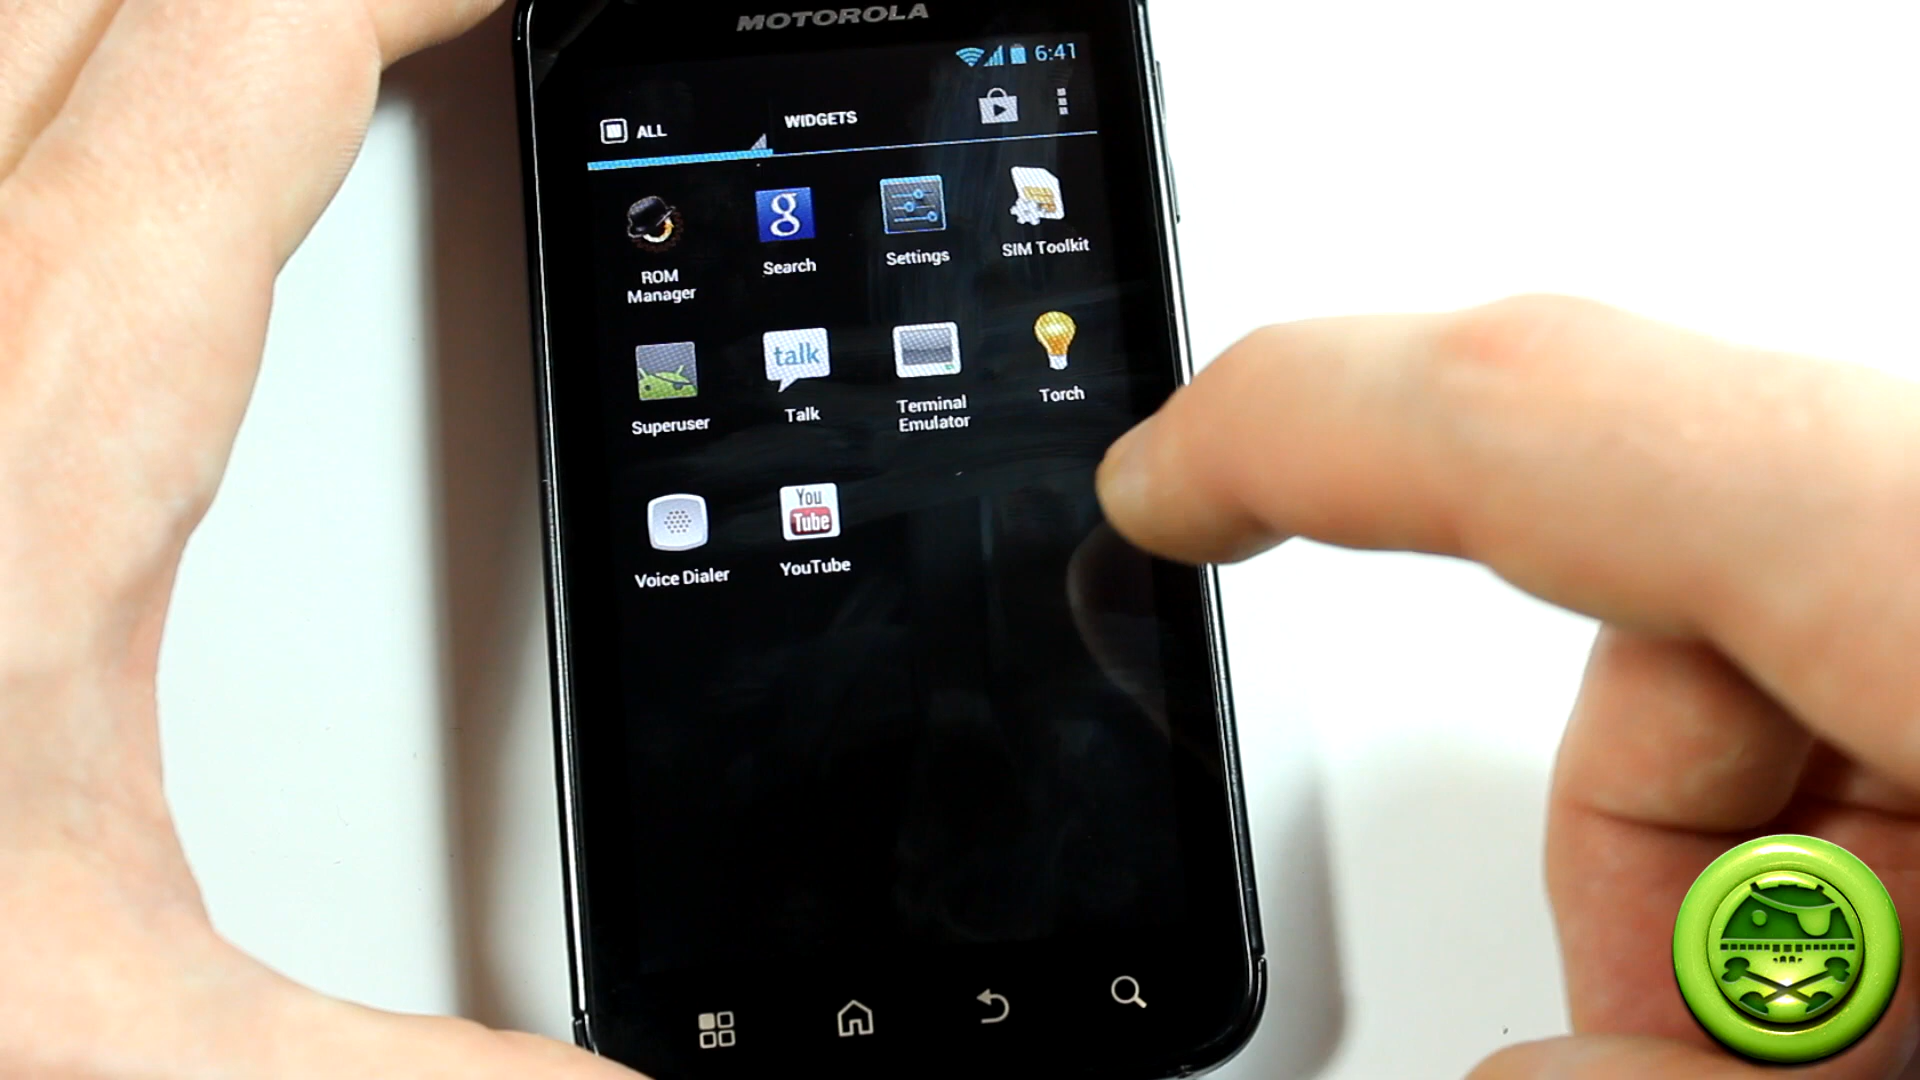 MOTOROLA
6:41
ALL
WIDGETS
g
ROM
Manager
Search
Settings
SIM Toolkit
talk
Superuser
Talk
Terminal
Emulator
Torch
You
Tube
Voice Dialer
YouTube